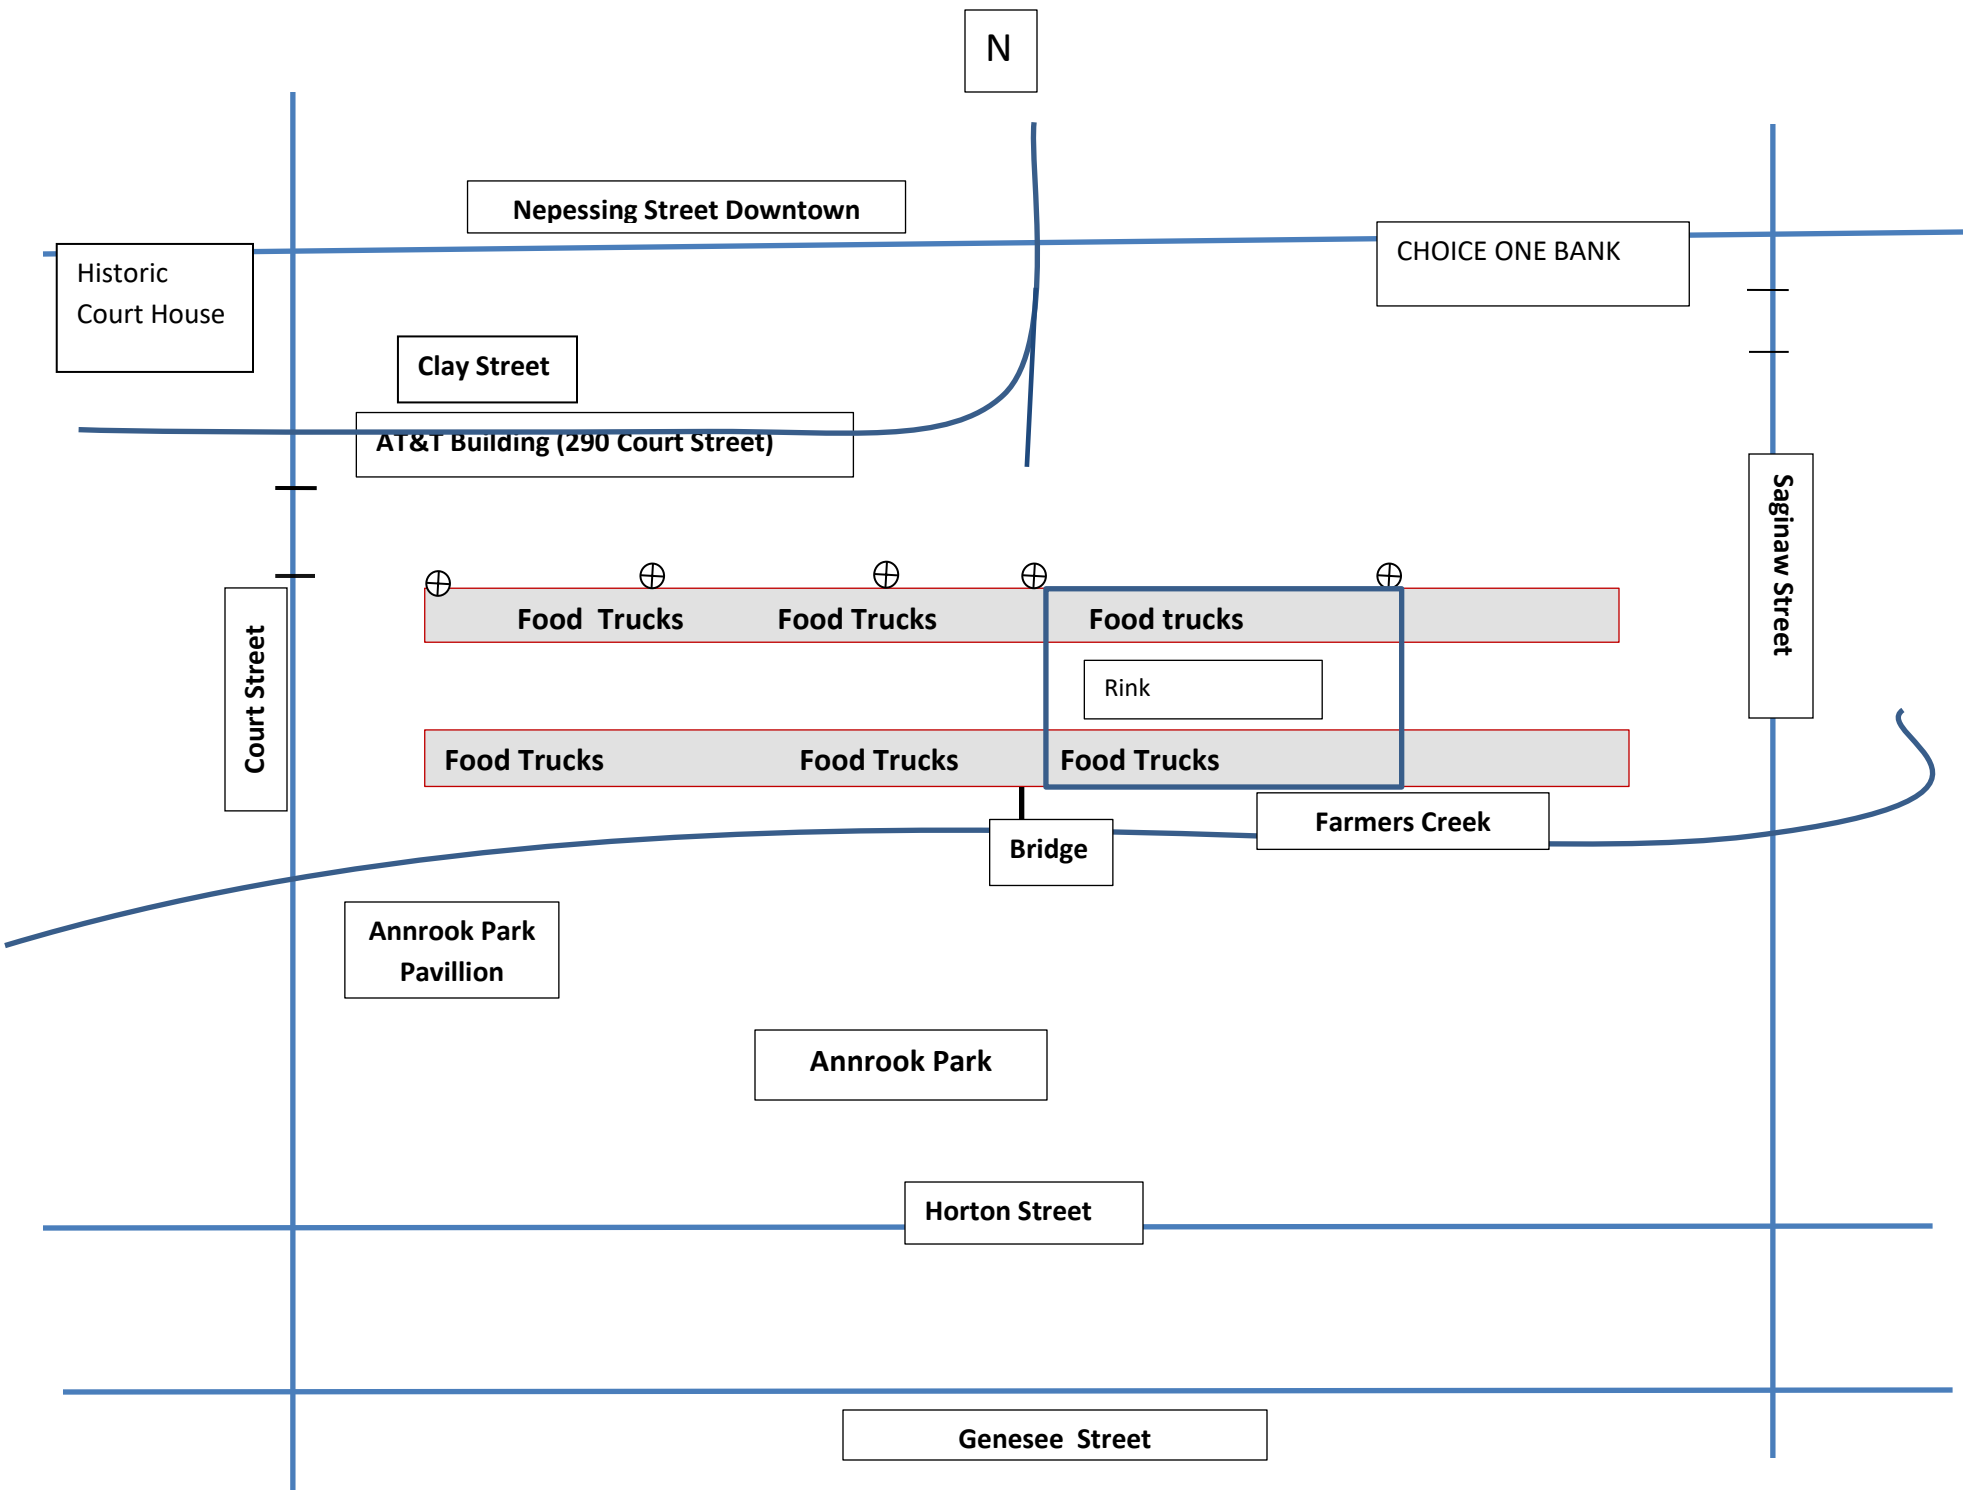 N
Nepessing Street Downtown
CHOICE ONE BANK
Historic
Court House
Clay Street
AT&T Building (290 Court Street)
Saginaw Street
Food  Trucks
Food Trucks
Food trucks
Court Street
Rink
Food Trucks
Food Trucks
Food Trucks
Farmers Creek
Bridge
Annrook Park
Pavillion
Annrook Park
Horton Street
Genesee  Street